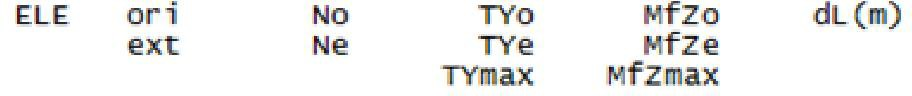 ELE ori No TYo MfZo dL(m)
ext Ne TYe MfZe
TYmax MfZmax